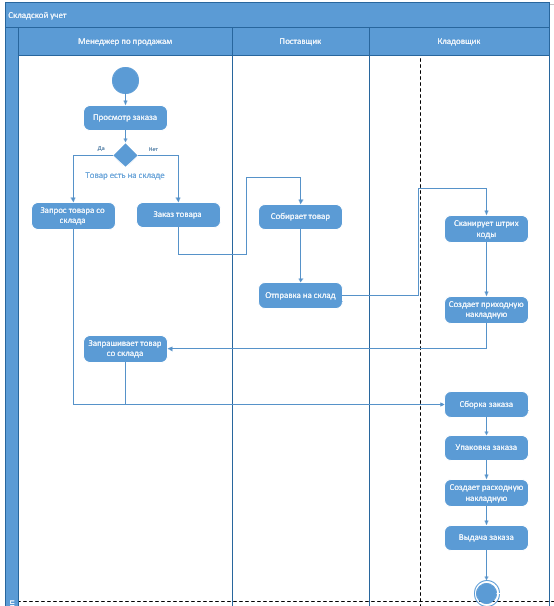 Складской учет
Менеджер по продажам
Поставщик
Кладовщик
Просмотр заказа
Да
Нет
Товар есть на складе
Запрос товара со
склада
Заказ товара
Собирает товар
Сканирует штрих
коды
Отправка на склад
Создает приходную
накладную
Запрашивает товар
со склада
Сборка заказа
Упаковка заказа
Создает расходную
накладную
Выдача заказа